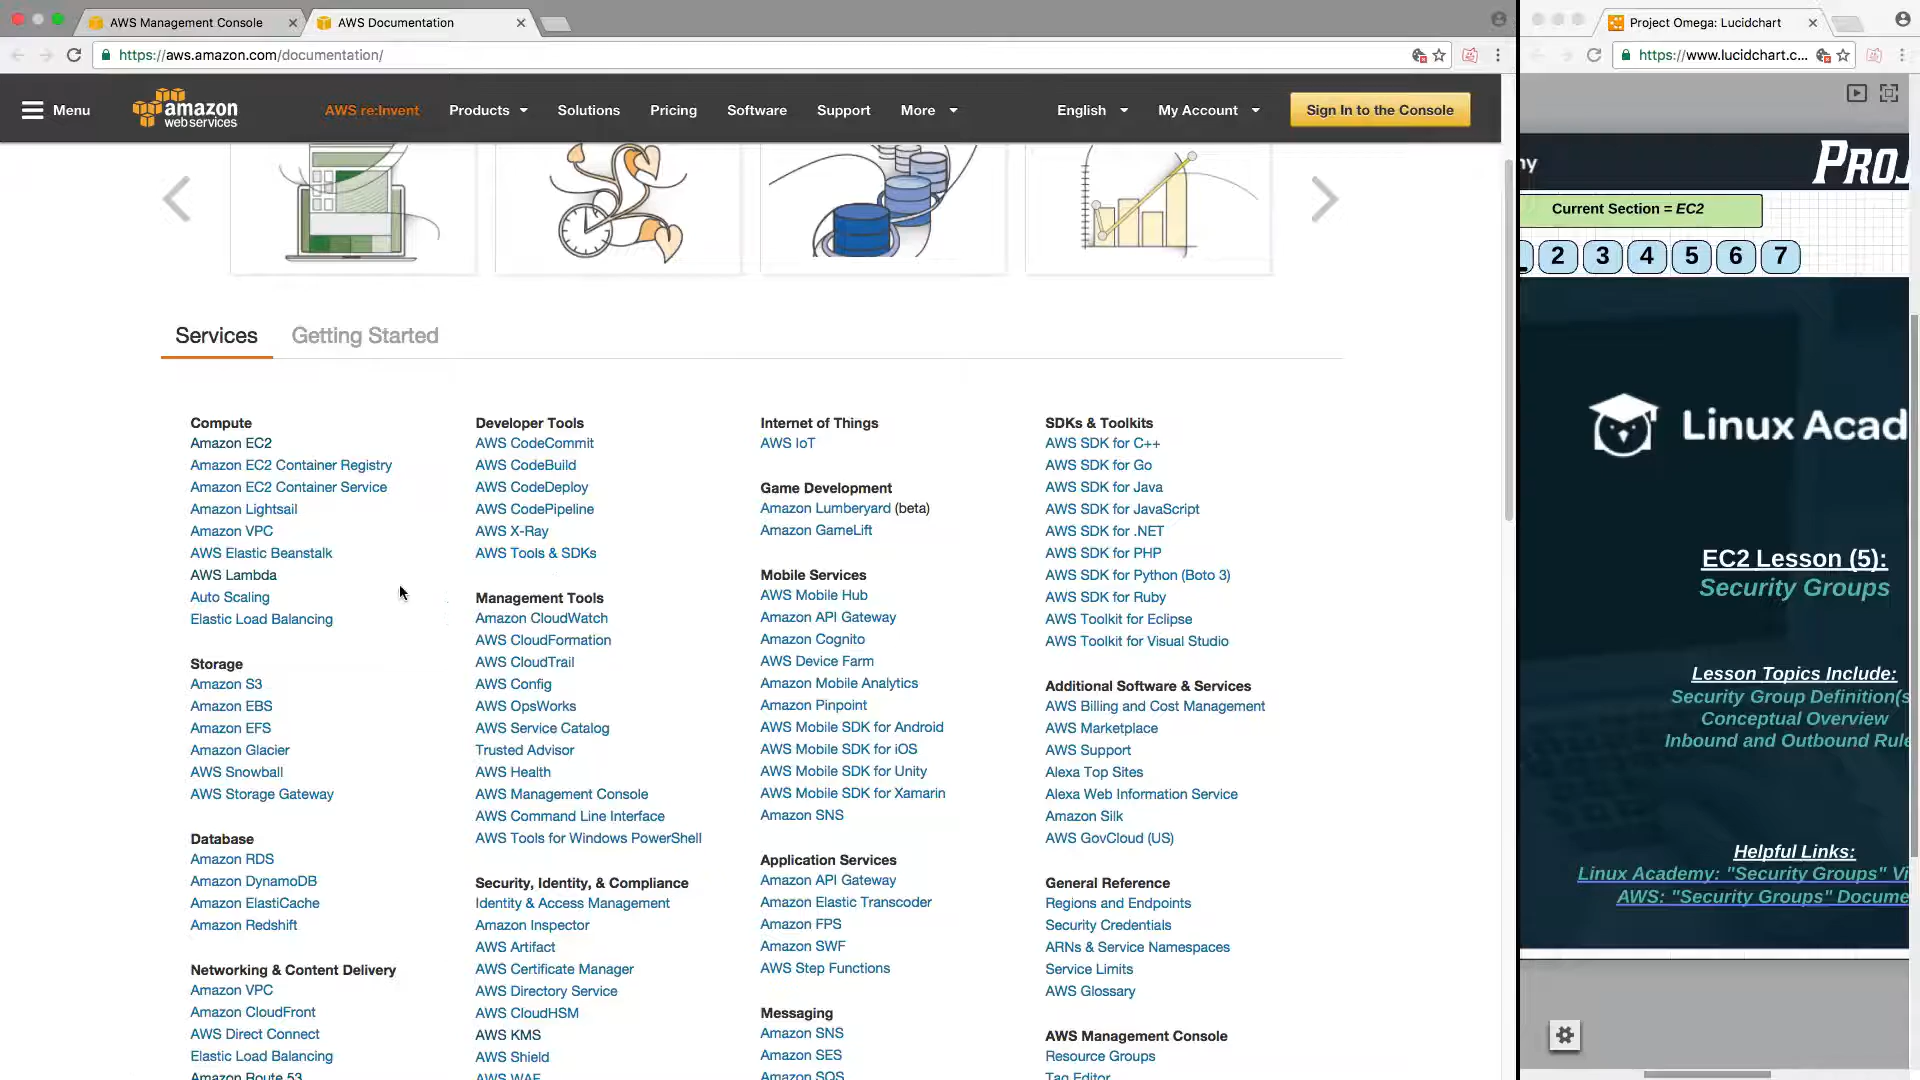 AWS Management Console
AWS Documentation
Project Omega: Lucidchart
https://aws.amazon.com/documentation/
https://www.lucidchart.c...
Menu
amazon
web services
AWS re:Invent
Products
Solutions
Pricing
Software
Support
More
English
My Account
Sign In to the Console
Services
Getting Started
Compute
Amazon EC2
Amazon EC2 Container Registry
Amazon EC2 Container Service
Amazon Lightsail
Amazon VPC
AWS Elastic Beanstalk
AWS Lambda
Auto Scaling
Elastic Load Balancing
Storage
Amazon S3
Amazon EBS
Amazon EFS
Amazon Glacier
AWS Snowball
AWS Storage Gateway
Database
Amazon RDS
Amazon DynamoDB
Amazon ElastiCache
Amazon Redshift
Networking & Content Delivery
Amazon VPC
Amazon CloudFront
AWS Direct Connect
Elastic Load Balancing
Amazon Route 53
Developer Tools
AWS CodeCommit
AWS CodeBuild
AWS CodeDeploy
AWS CodePipeline
AWS X-Ray
AWS Tools & SDKs
Management Tools
Amazon CloudWatch
AWS CloudFormation
AWS CloudTrail
AWS Config
AWS OpsWorks
AWS Service Catalog
Trusted Advisor
AWS Health
AWS Management Console
AWS Command Line Interface
AWS Tools for Windows PowerShell
Security, Identity, & Compliance
Identity & Access Management
Amazon Inspector
AWS Artifact
AWS Certificate Manager
AWS Directory Service
AWS CloudHSM
AWS KMS
AWS Shield
AWS WAF
Internet of Things
AWS IoT
Game Development
Amazon Lumberyard (beta)
Amazon GameLift
Mobile Services
AWS Mobile Hub
Amazon API Gateway
Amazon Cognito
AWS Device Farm
Amazon Mobile Analytics
Amazon Pinpoint
AWS Mobile SDK for Android
AWS Mobile SDK for iOS
AWS Mobile SDK for Unity
AWS Mobile SDK for Xamarin
Amazon SNS
Application Services
Amazon API Gateway
Amazon Elastic Transcoder
Amazon FPS
Amazon SWF
AWS Step Functions
Messaging
Amazon SNS
Amazon SES
Amazon SQS
SDKs & Toolkits
AWS SDK for C++
AWS SDK for Go
AWS SDK for Java
AWS SDK for JavaScript
AWS SDK for .NET
AWS SDK for PHP
AWS SDK for Python (Boto 3)
AWS SDK for Ruby
AWS Toolkit for Eclipse
AWS Toolkit for Visual Studio
Additional Software & Services
AWS Billing and Cost Management
AWS Marketplace
AWS Support
Alexa Top Sites
Alexa Web Information Service
Amazon Silk
AWS GovCloud (US)
General Reference
Regions and Endpoints
Security Credentials
ARNs & Service Namespaces
Service Limits
AWS Glossary
AWS Management Console
Resource Groups
Tag Editor
ny
PROJ
Current Section = EC2
2 3 4 5 6 7
Linux Acad
EC2 Lesson (5):
Security Groups
Lesson Topics Include:
Security Group Definition(s
Conceptual Overview
Inbound and Outbound Rule
Helpful Links:
Linux Academy: "Security Groups" Vi
AWS: "Security Groups" Docume